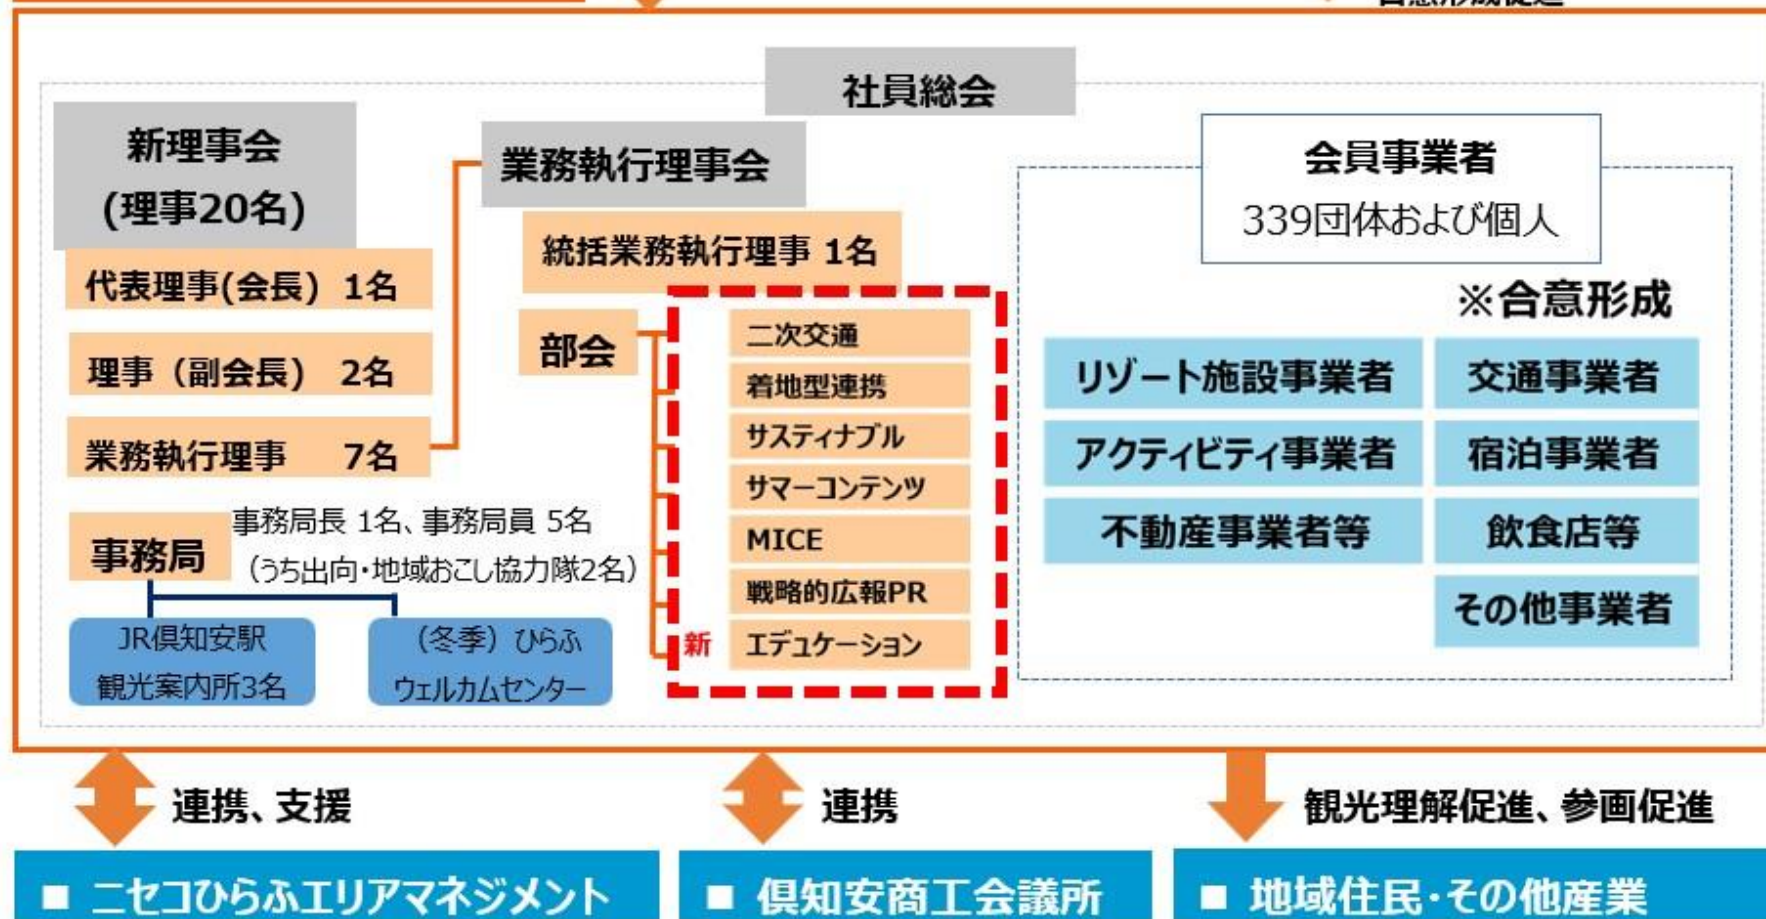 社員総会
新理事会
(理事20名)
代表理事(会長) 1名
理事（副会長) 2名
業務執行理事 7名
事務局
事務局長 1名、事務局員 5名
（うち出向・地域おこし協力隊2名）
JR倶知安駅
観光案内所3名
（冬季）ひらふ
ウェルカムセンター
業務執行理事会
統括業務執行理事 1名
部会
二次交通
着地型連携
サスティナブル
サマーコンテンツ
MICE
戦略的広報PR
新 エデュケーション
会員事業者
339団体および個人
※合意形成
リゾート施設事業者
交通事業者
アクティビティ事業者
宿泊事業者
不動産事業者等
飲食店等
その他事業者
連携、支援
連携
観光理解促進、参画促進
■ ニセコひらふエリアマネジメント
■ 倶知安商工会議所
■ 地域住民・その他産業